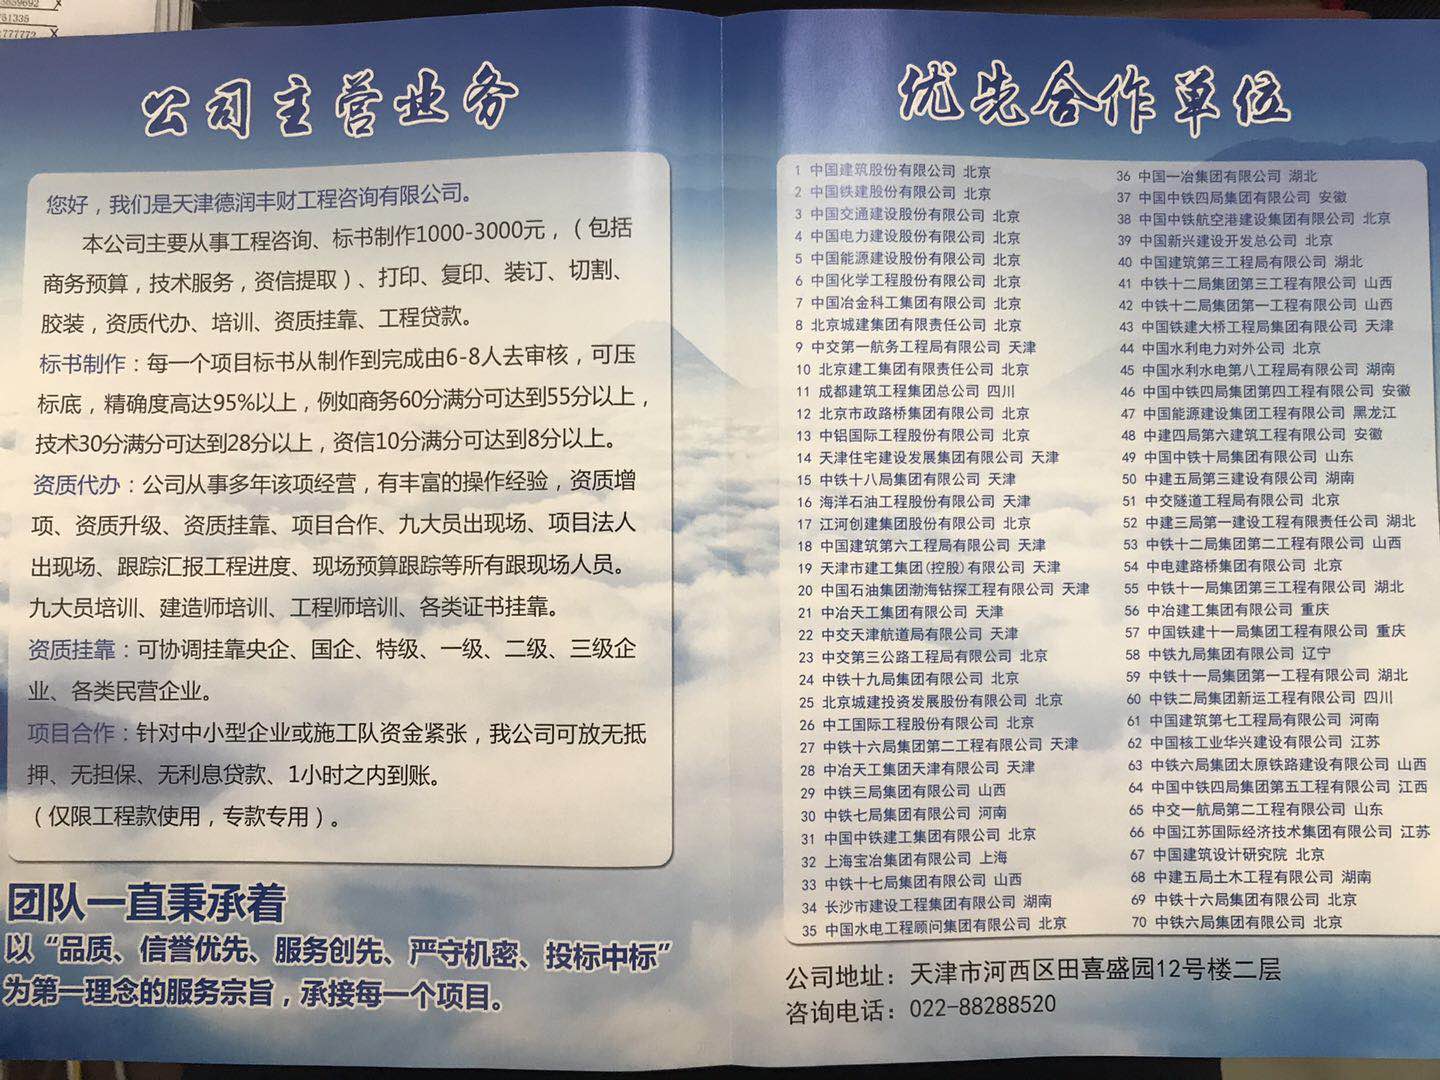 51335
777772
公司主营业务
您好，我们是天津德润丰财工程咨询有限公司。
本公司主要从事工程咨询、标书制作1000-3000元，（包括
商务预算，技术服务，资信提取）、打印、复印、装订、切割、
胶装，资质代办、培训、资质挂靠、工程贷款。
标书制作：每一个项目标书从制作到完成由6-8人去审核，可压
标底，精确度高达95%以上，例如商务60分满分可达到55分以上，
技术30分满分可达到28分以上，资信10分满分可达到8分以上。
资质代办：公司从事多年该项经营，有丰富的操作经验，资质增
项、资质升级、资质挂靠、项目合作、九大员出现场、项目法人
出现场、跟踪汇报工程进度、现场预算跟踪等所有跟现场人员。
九大员培训、建造师培训、工程师培训、各类证书挂靠。
资质挂靠：可协调挂靠央企、国企、特级、一级、二级、三级企
业、各类民营企业。
项目合作：针对中小型企业或施工队资金紧张，我公司可放无抵
押、无担保、无利息贷款、1小时之内到账。
（仅限工程款使用，专款专用）。
团队一直秉承着
以“品质、信誉优先、服务创先、严守机密、投标中标”
为第一理念的服务宗旨，承接每一个项目。
优先合作单位
1 中国建筑股份有限公司 北京
2 中国铁建股份有限公司 北京
3 中国交通建设股份有限公司 北京
4 中国电力建设股份有限公司 北京
5 中国能源建设股份有限公司 北京
6 中国化学工程股份有限公司 北京
7 中国冶金科工集团有限公司 北京
8 北京城建集团有限责任公司 北京
9 中交第一航务工程局有限公司 天津
10 北京建工集团有限责任公司 北京
11 成都建筑工程集团总公司 四川
12 北京市政路桥集团有限公司 北京
13 中铝国际工程股份有限公司 北京
14 天津住宅建设发展集团有限公司 天津
15 中铁十八局集团有限公司 天津
16 海洋石油工程股份有限公司 天津
17 江河创建集团股份有限公司 北京
18 中国建筑第六工程局有限公司 天津
19 天津市建工集团(控股)有限公司 天津
20 中国石油集团渤海钻探工程有限公司 天津
21 中冶天工集团有限公司 天津
22 中交天津航道局有限公司 天津
23 中交第三公路工程局有限公司 北京
24 中铁十九局集团有限公司 北京
25 北京城建投资发展股份有限公司 北京
26 中工国际工程股份有限公司 北京
27 中铁十六局集团第二工程有限公司 天津
28 中冶天工集团天津有限公司 天津
29 中铁三局集团有限公司 山西
30 中铁七局集团有限公司 河南
31 中国中铁建工集团有限公司 北京
32 上海宝冶集团有限公司 上海
33 中铁十七局集团有限公司 山西
34 长沙市建设工程集团有限公司 湖南
35 中国水电工程顾问集团有限公司 北京
36 中国一冶集团有限公司 湖北
37 中国中铁四局集团有限公司 安徽
38 中国中铁航空港建设集团有限公司 北京
39 中国新兴建设开发总公司 北京
40 中国建筑第三工程局有限公司 湖北
41 中铁十二局集团第三工程有限公司 山西
42 中铁十二局集团第一工程有限公司 山西
43 中国铁建大桥工程局集团有限公司 天津
44 中国水利电力对外公司 北京
45 中国水利水电第八工程局有限公司 湖南
46 中国中铁四局集团第四工程有限公司 安徽
47 中国能源建设集团工程有限公司 黑龙江
48 中建四局第六建筑工程有限公司 安徽
49 中国中铁十局集团有限公司 山东
50 中建五局第三建设有限公司 湖南
51 中交隧道工程局有限公司 北京
52 中建三局第一建设工程有限责任公司 湖北
53 中铁十二局集团第二工程有限公司 山西
54 中电建路桥集团有限公司 北京
55 中铁十一局集团第三工程有限公司 湖北
56 中冶建工集团有限公司 重庆
57 中国铁建十一局集团工程有限公司 重庆
58 中铁九局集团有限公司 辽宁
59 中铁十一局集团第一工程有限公司 湖北
60 中铁二局集团新运工程有限公司 四川
61 中国建筑第七工程局有限公司 河南
62 中国核工业华兴建设有限公司 江苏
63 中铁六局集团太原铁路建设有限公司 山西
64 中国中铁四局集团第五工程有限公司 江西
65 中交一航局第二工程有限公司 山东
66 中国江苏国际经济技术集团有限公司 江苏
67 中国建筑设计研究院 北京
68 中建五局土木工程有限公司 湖南
69 中铁十六局集团有限公司 北京
70 中铁六局集团有限公司 北京
公司地址：天津市河西区田喜盛园12号楼二层
咨询电话：022-88288520